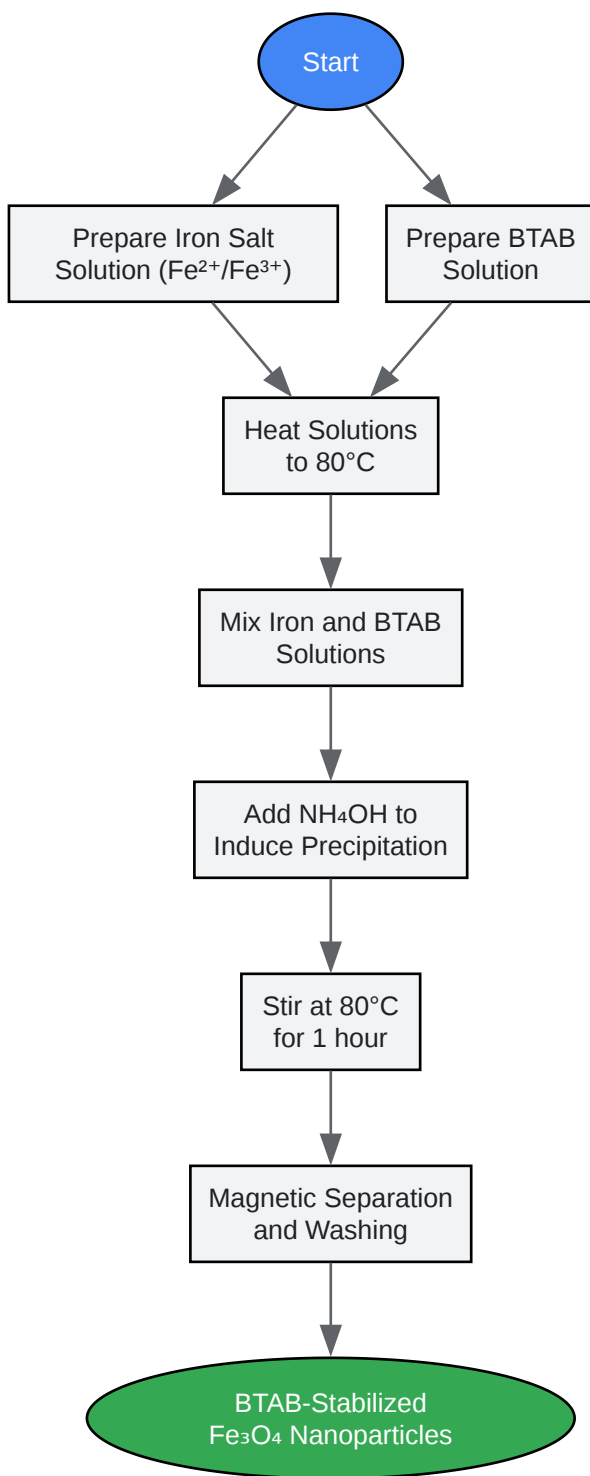 Start
Prepare Iron Salt
Solution (Fe²⁺/Fe³⁺)
Prepare BTAB
Solution
Heat Solutions
to 80°C
Mix Iron and BTAB
Solutions
Add NH₄OH to
Induce Precipitation
Stir at 80°C
for 1 hour
Magnetic Separation
and Washing
BTAB-Stabilized
Fe₃O₄ Nanoparticles